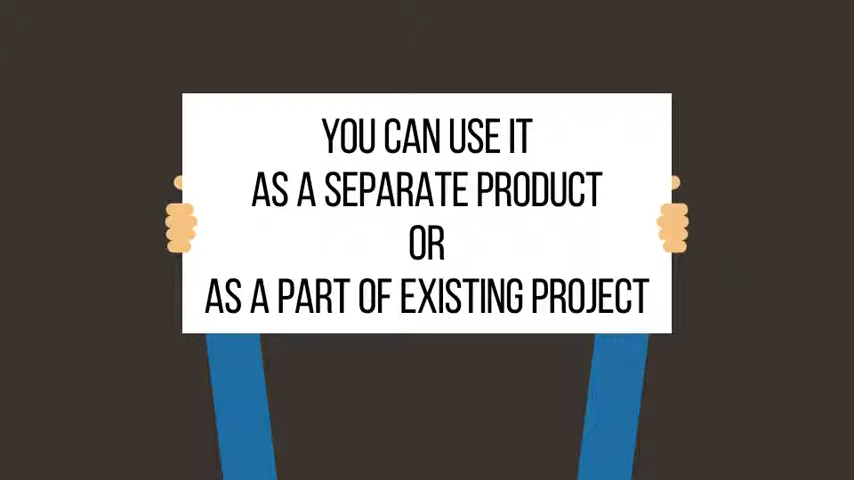 YOU CAN USE IT
AS A SEPARATE PRODUCT
OR
AS A PART OF EXISTING PROJECT